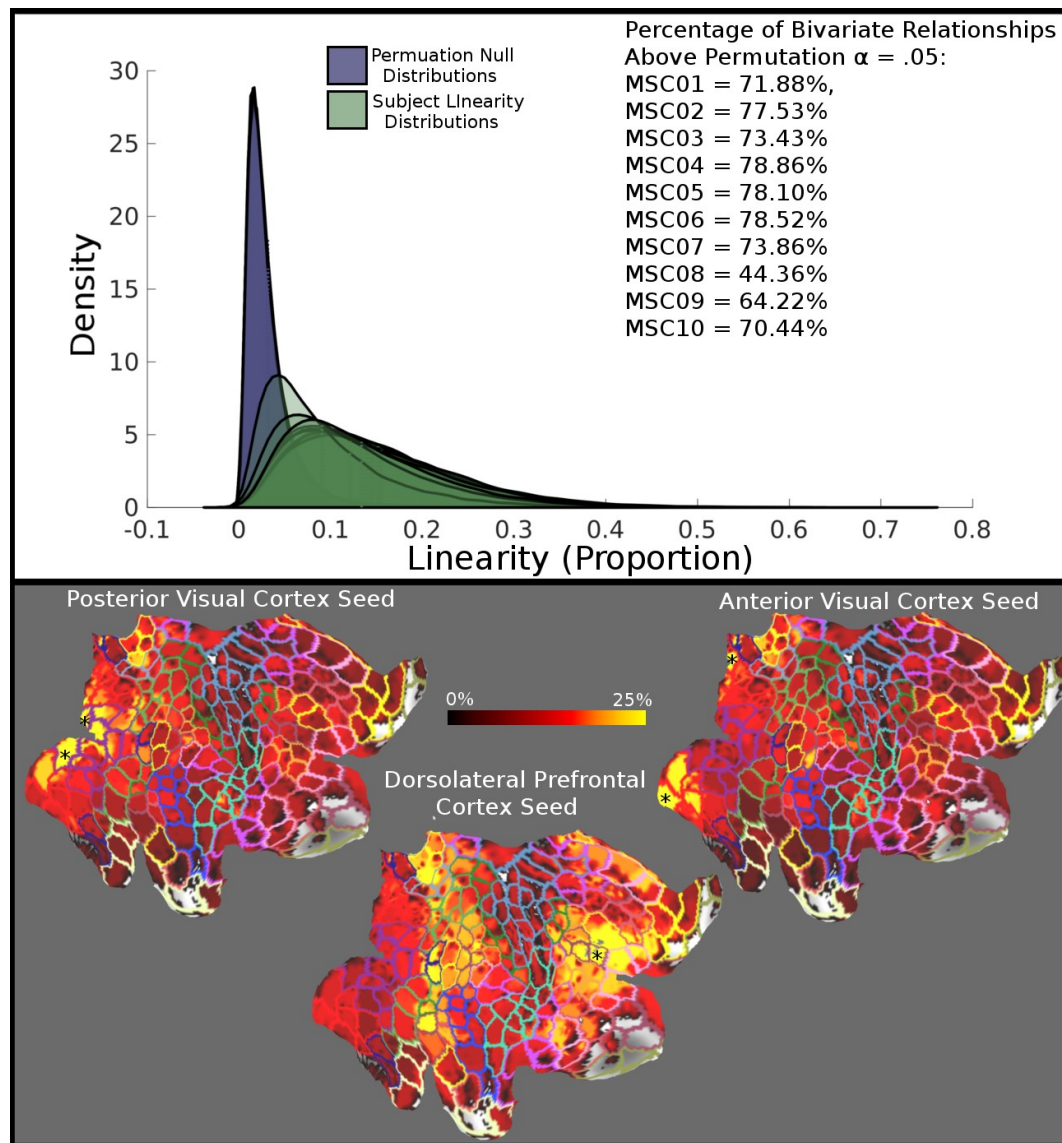 Percentage of Bivariate Relationships
Above Permutation α = .05:
MSC01 = 71.88%,
MSC02 = 77.53%
MSC03 = 73.43%
MSC04 = 78.86%
MSC05 = 78.10%
MSC06 = 78.52%
MSC07 = 73.86%
MSC08 = 44.36%
MSC09 = 64.22%
MSC10 = 70.44%
Permuation Null
Distributions
Subject LInearity
Distributions
Density
30
25
20
15
10
5
0
-0.1 0 0.1 0.2 0.3 0.4 0.5 0.6 0.7 0.8
Linearity (Proportion)
Posterior Visual Cortex Seed
Anterior Visual Cortex Seed
0% 25%
Dorsolateral Prefrontal
Cortex Seed
*
*
*
*
*